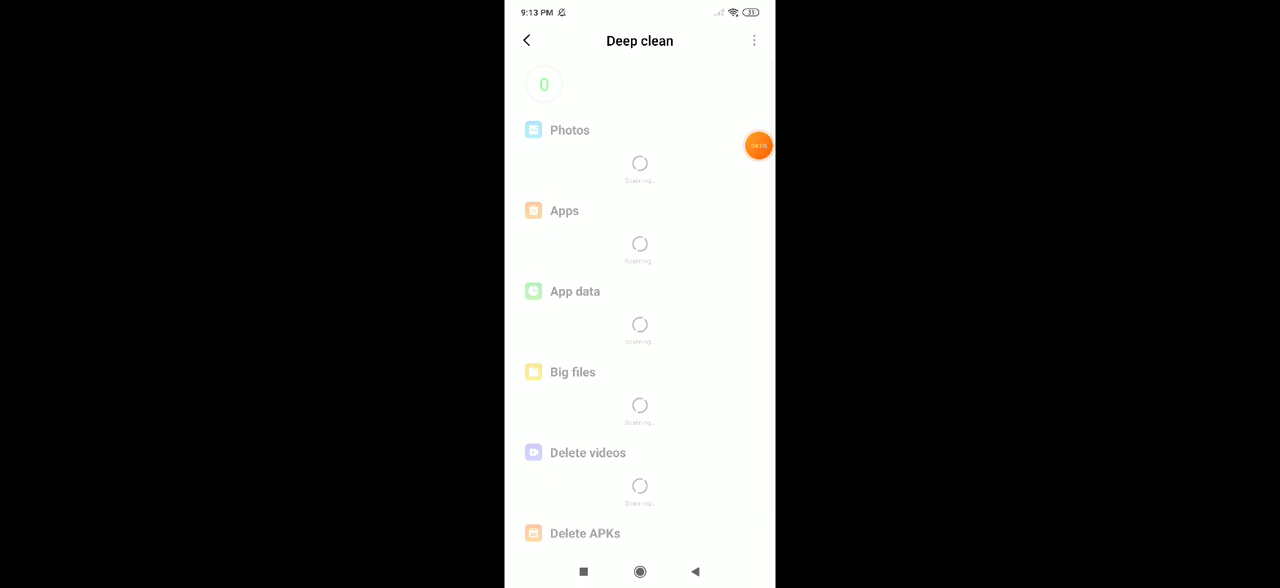 9:13 PM
51
Deep clean
0
Photos
Scanning...
Apps
Scanning...
App data
Scanning...
Big files
Scanning...
Delete videos
Scanning...
Delete APKs